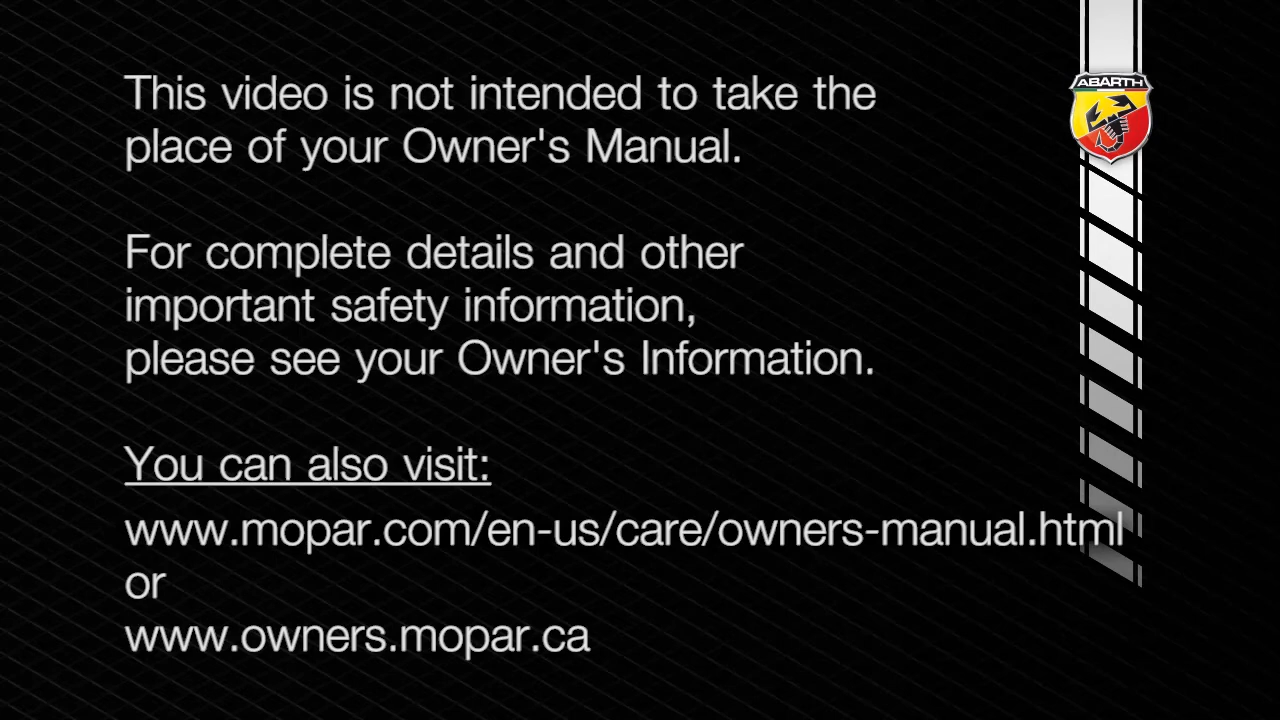 This video is not intended to take the
place of your Owner's Manual.
ABARTH
For complete details and other
important safety information,
please see your Owner's Information.
You can also visit:
www.mopar.com/en-us/care/owners-manual.html
or
www.owners.mopar.ca